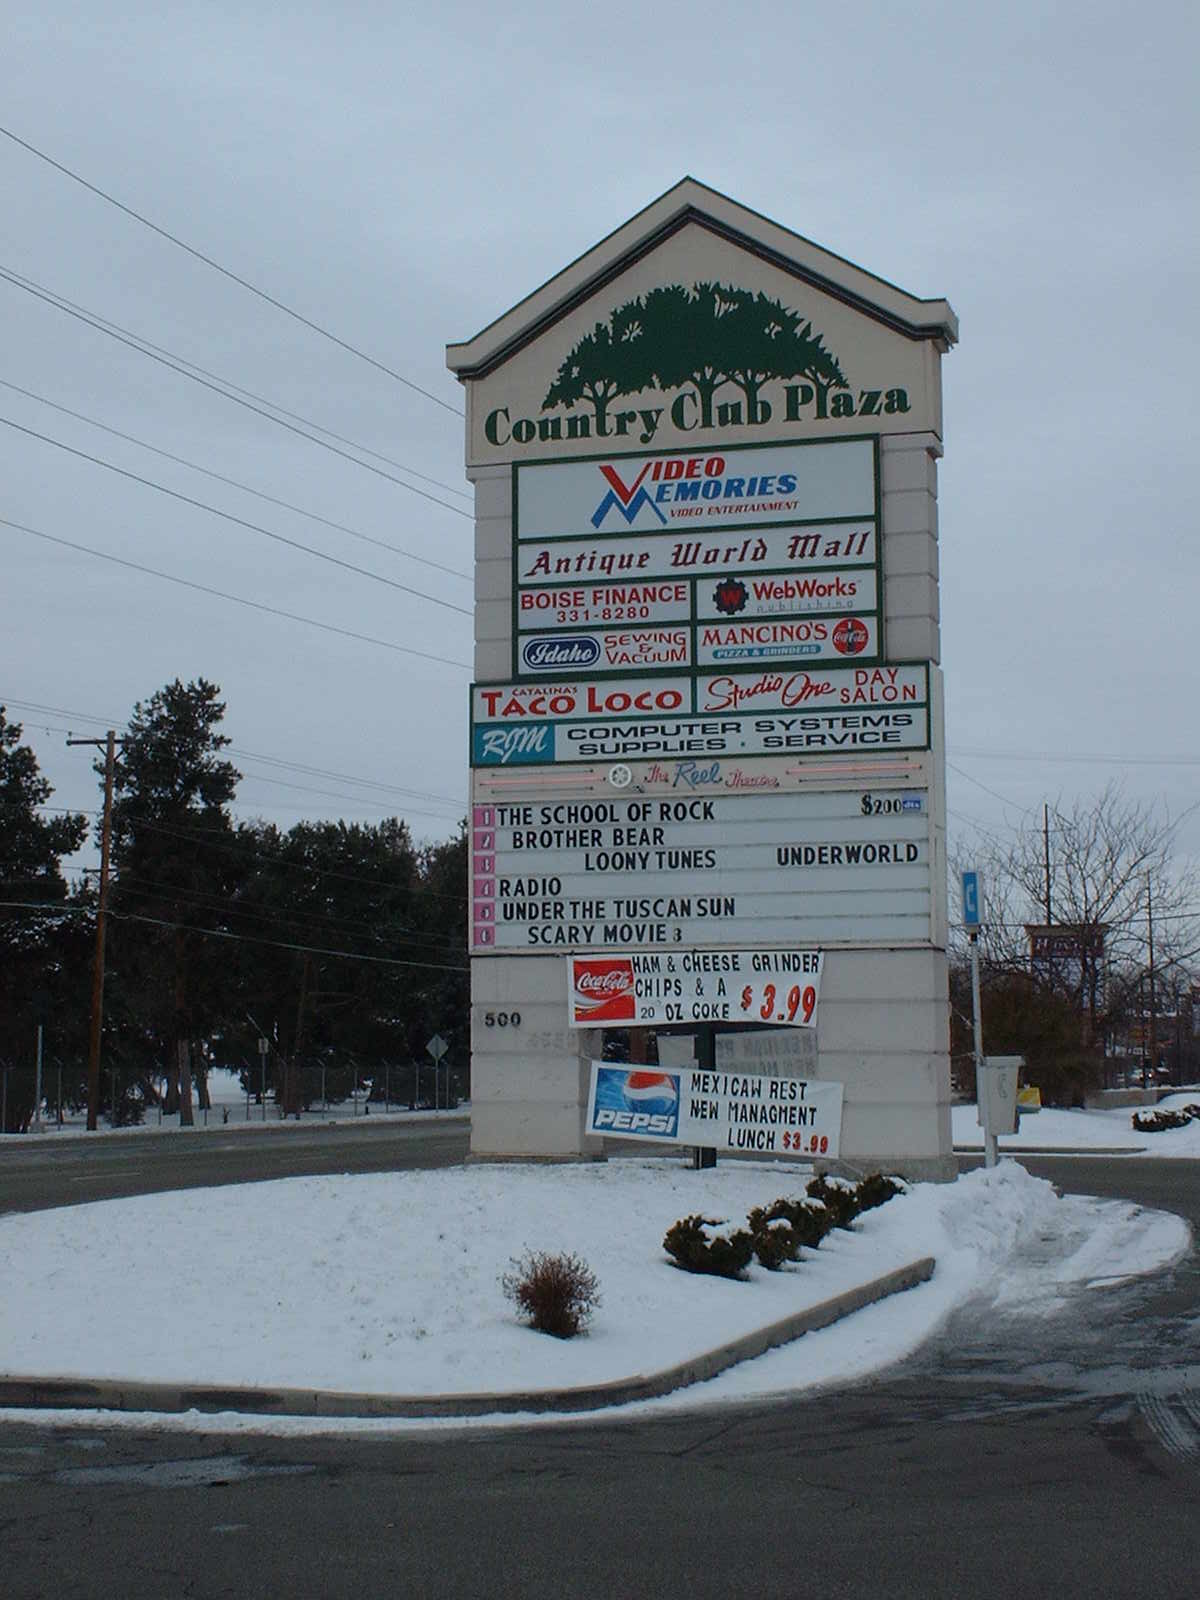 Country Club Plaza
VIDEO
MEMORIES
VIDEO ENTERTAINMENT
Antique World Mall
BOISE FINANCE
331-8280
W WebWorks
publishing
Idaho SEWING
&
VACUUM
MANCINO'S Coca-Cola
PIZZA & GRINDERS
CATALINA'S
TACO LOCO
Studio One DAY
SALON
RJM COMPUTER SYSTEMS
SUPPLIES · SERVICE
The Reel Theatre
1 THE SCHOOL OF ROCK $200
2 BROTHER BEAR
3 LOONY TUNES UNDERWORLD
4 RADIO
5 UNDER THE TUSCAN SUN
6 SCARY MOVIE 3
Coca-Cola HAM & CHEESE GRINDER
CHIPS & A $3.99
20 OZ COKE
500
PEPSI MEXICAW REST
NEW MANAGMENT
LUNCH $3.99